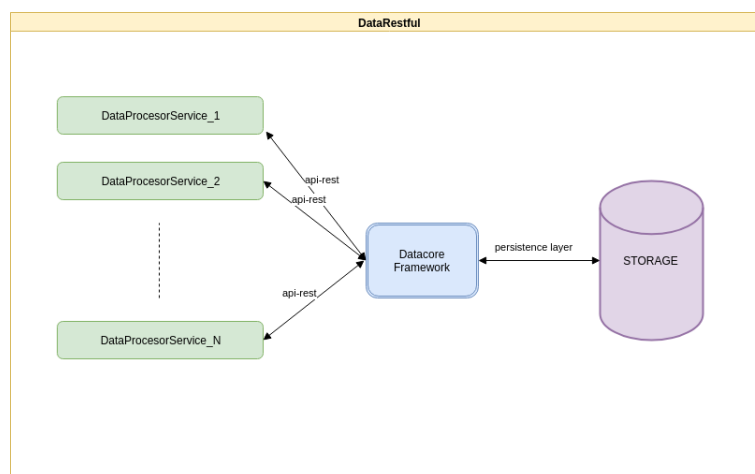 DataRestful
DataProcesorService_1
DataProcesorService_2
DataProcesorService_N
api-rest
api-rest
api-rest
Datacore
Framework
persistence layer
STORAGE